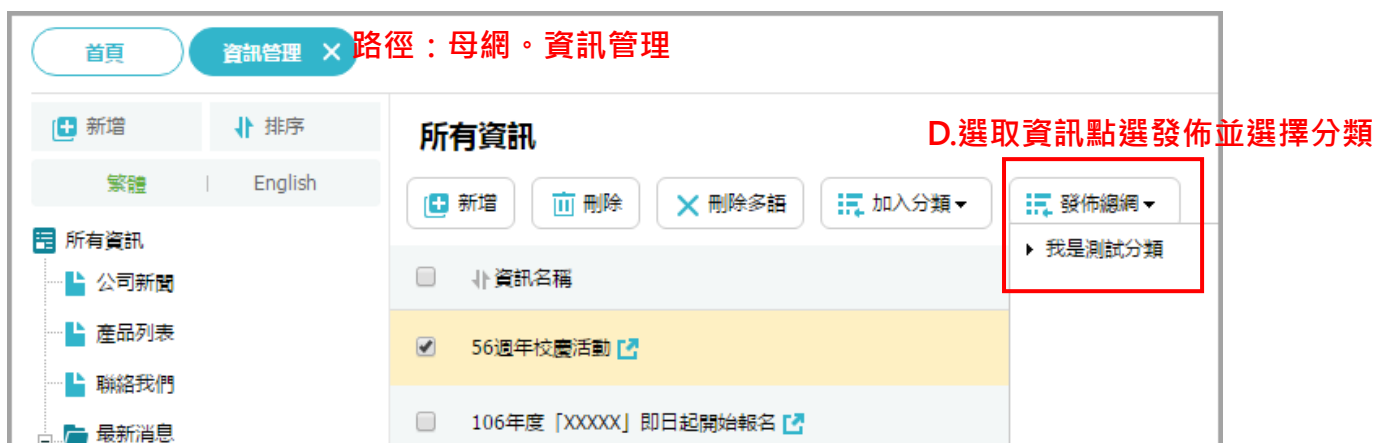 首頁
資訊管理
路徑：母網。資訊管理
新增
排序
繁體 | English
所有資訊
公司新聞
產品列表
聯絡我們
最新消息
所有資訊
D.選取資訊點選發佈並選擇分類
新增
刪除
刪除多語
加入分類
發佈總網
我是測試分類
資訊名稱
56週年校慶活動
106年度「XXXXX」即日起開始報名